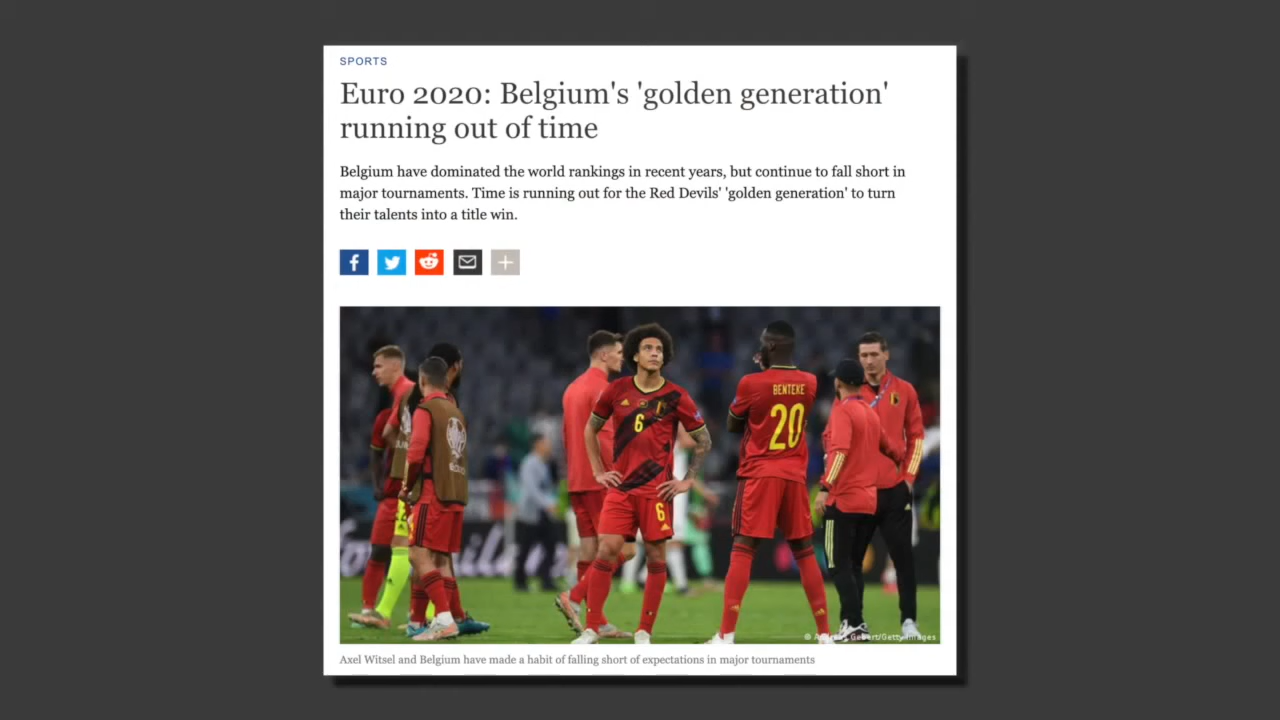 SPORTS
Euro 2020: Belgium's 'golden generation'
running out of time
Belgium have dominated the world rankings in recent years, but continue to fall short in
major tournaments. Time is running out for the Red Devils' 'golden generation' to turn
their talents into a title win.
BENTEKE
20
6
6
Gebert/Getty Images
Axel Witsel and Belgium have made a habit of falling short of expectations in major tournaments